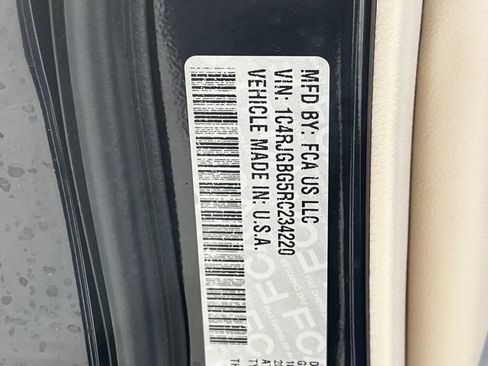 MFD BY: FCA US LLC
VIN: 1C4RJGBG5RC234220
VEHICLE MADE IN: U.S.A.